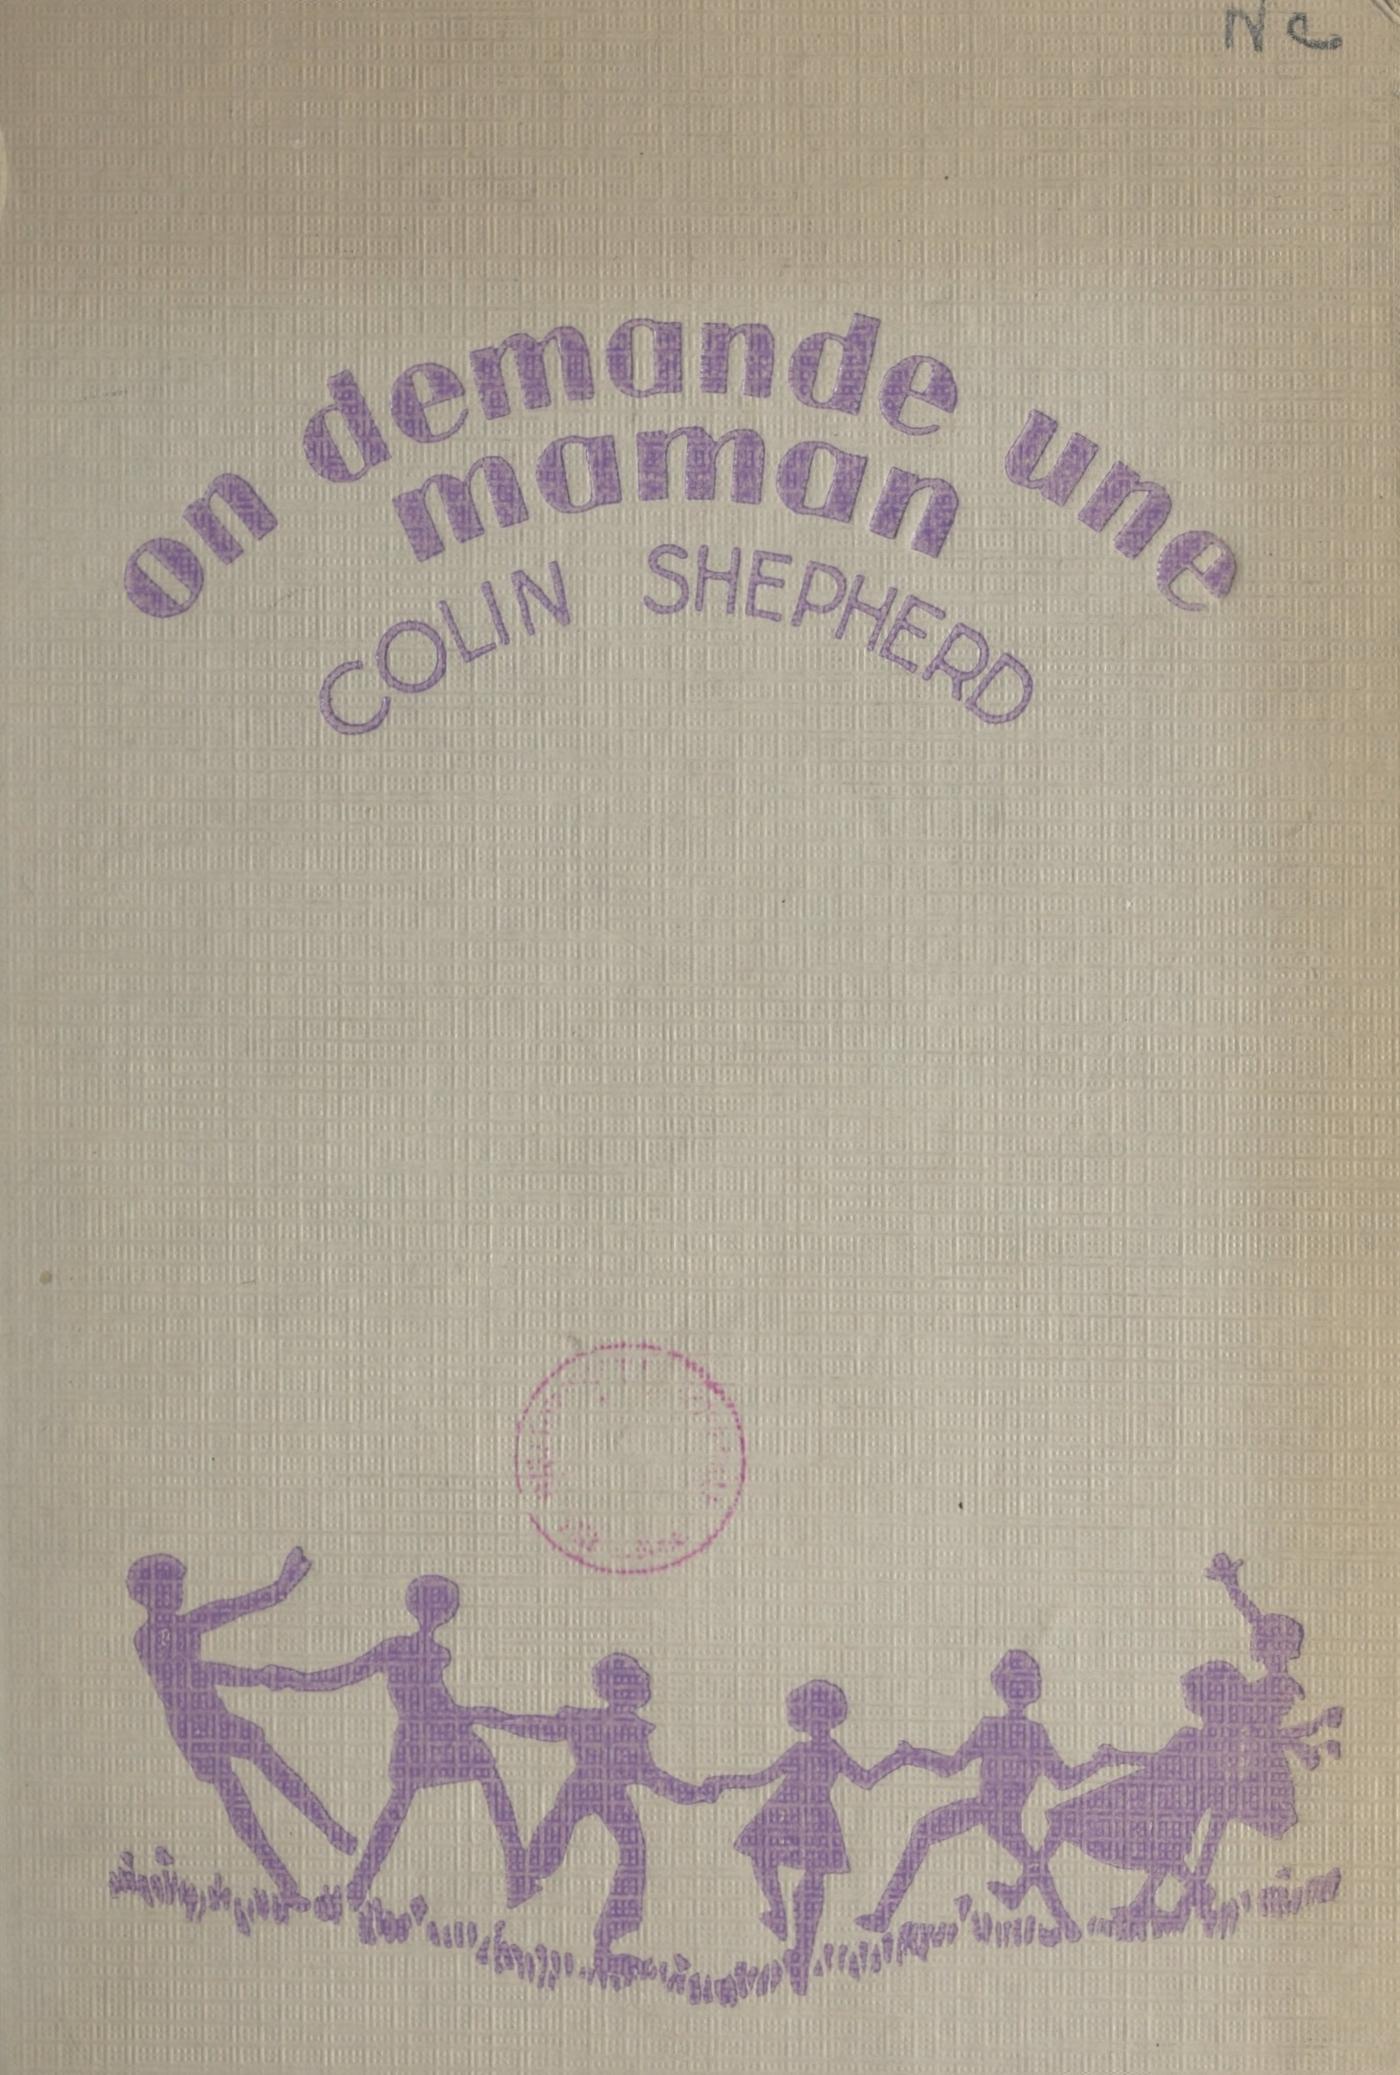 Nc
on demande une
maman
COLIN SHEPHERD